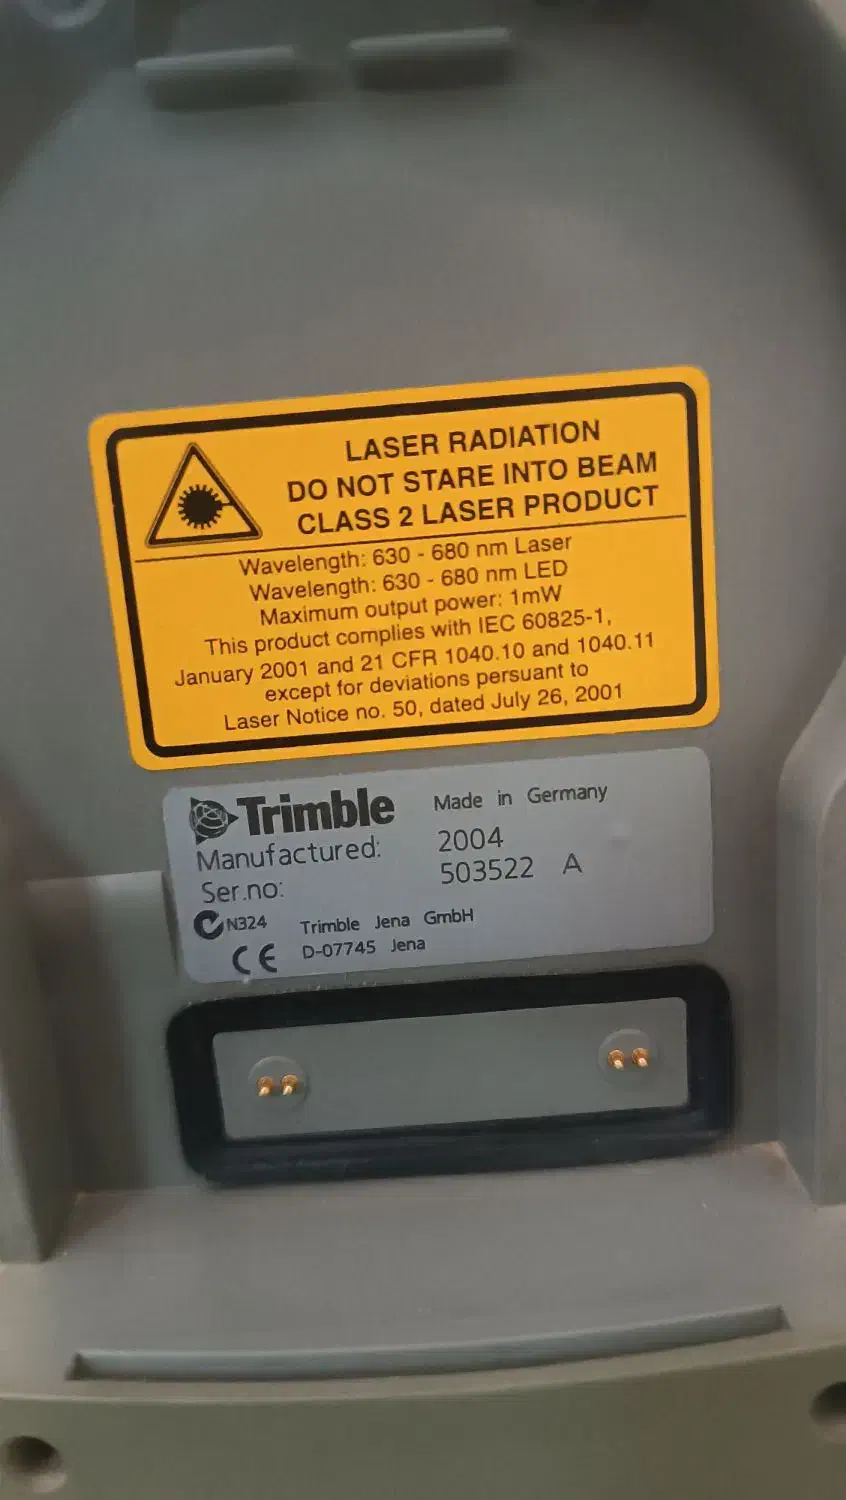 LASER RADIATION
DO NOT STARE INTO BEAM
CLASS 2 LASER PRODUCT
Wavelength: 630 - 680 nm Laser
Wavelength: 630 - 680 nm LED
Maximum output power: 1mW
This product complies with IEC 60825-1,
January 2001 and 21 CFR 1040.10 and 1040.11
except for deviations persuant to
Laser Notice no. 50, dated July 26, 2001
Trimble Made in Germany
Manufactured: 2004
Ser.no: 503522 A
N324 Trimble Jena GmbH
CE D-07745 Jena